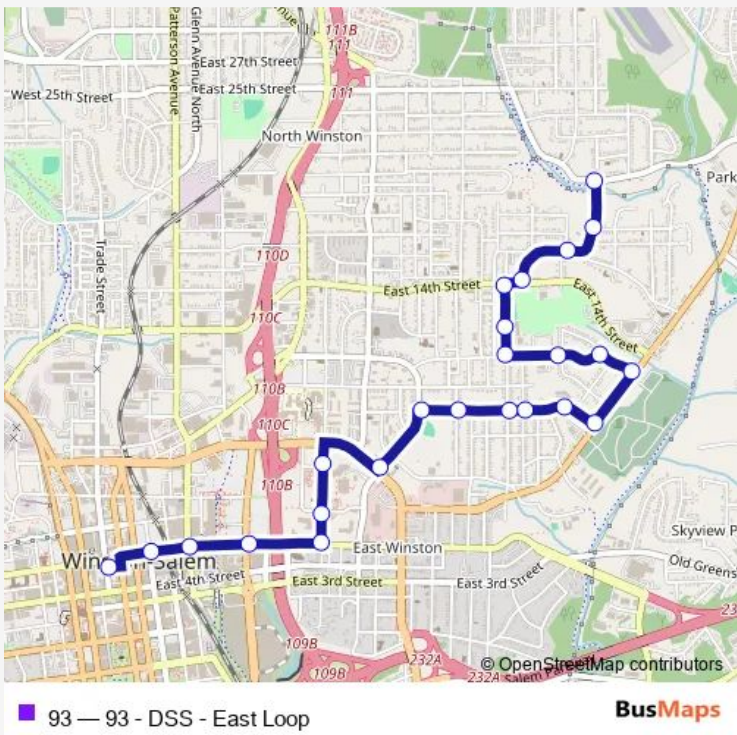 111B
111
Patterson Avenue
Glenn Avenue North
East 27th Street
East 25th Street
West 25th Street
111
North Winston
Park
110D
Trade Street
East 14th Street
East 14th Street
110C
110B
110C
110B
East Winston
Skyview P
Old Greens
East 4th Street
East 3rd Street
East 3rd Street
109B
109B
232A
232A
Salem Pa
23
© OpenStreetMap contributors
93 — 93 - DSS - East Loop
BusMaps